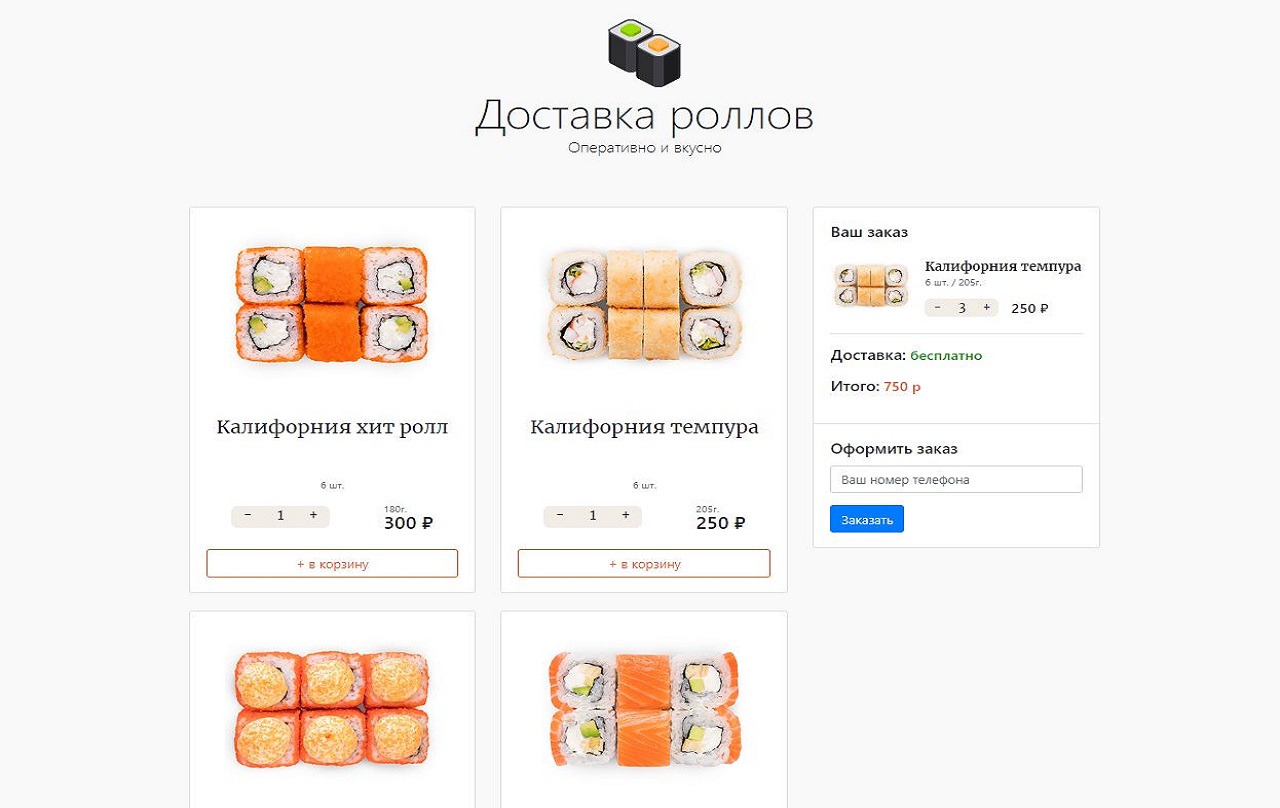 Доставка роллов
Оперативно и вкусно
Калифорния хит ролл
6 шт.
- 1 +
180г.
300 ₽
+ в корзину
Калифорния темпура
6 шт.
- 1 +
205г.
250 ₽
+ в корзину
Ваш заказ
Калифорния темпура
6 шт. / 205г.
- 3 + 250 ₽
Доставка: бесплатно
Итого: 750 р
Оформить заказ
Ваш номер телефона
Заказать